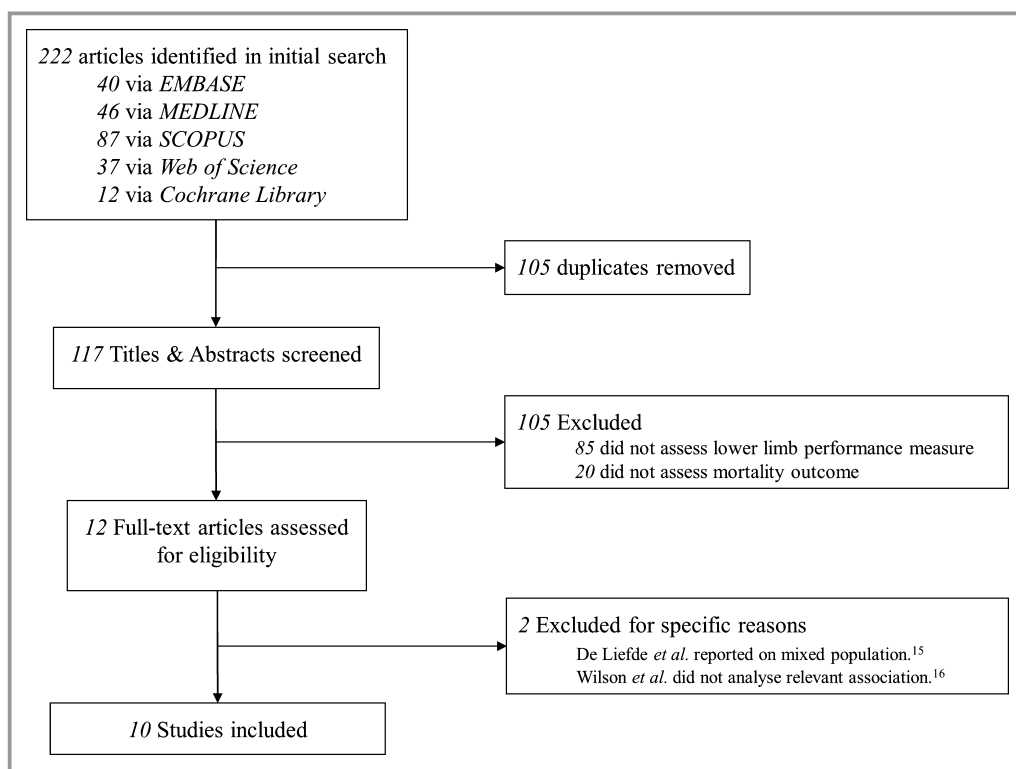 222 articles identified in initial search
40 via EMBASE
46 via MEDLINE
87 via SCOPUS
37 via Web of Science
12 via Cochrane Library
105 duplicates removed
117 Titles & Abstracts screened
105 Excluded
85 did not assess lower limb performance measure
20 did not assess mortality outcome
12 Full-text articles assessed
for eligibility
2 Excluded for specific reasons
De Liefde et al. reported on mixed population.15
Wilson et al. did not analyse relevant association.16
10 Studies included